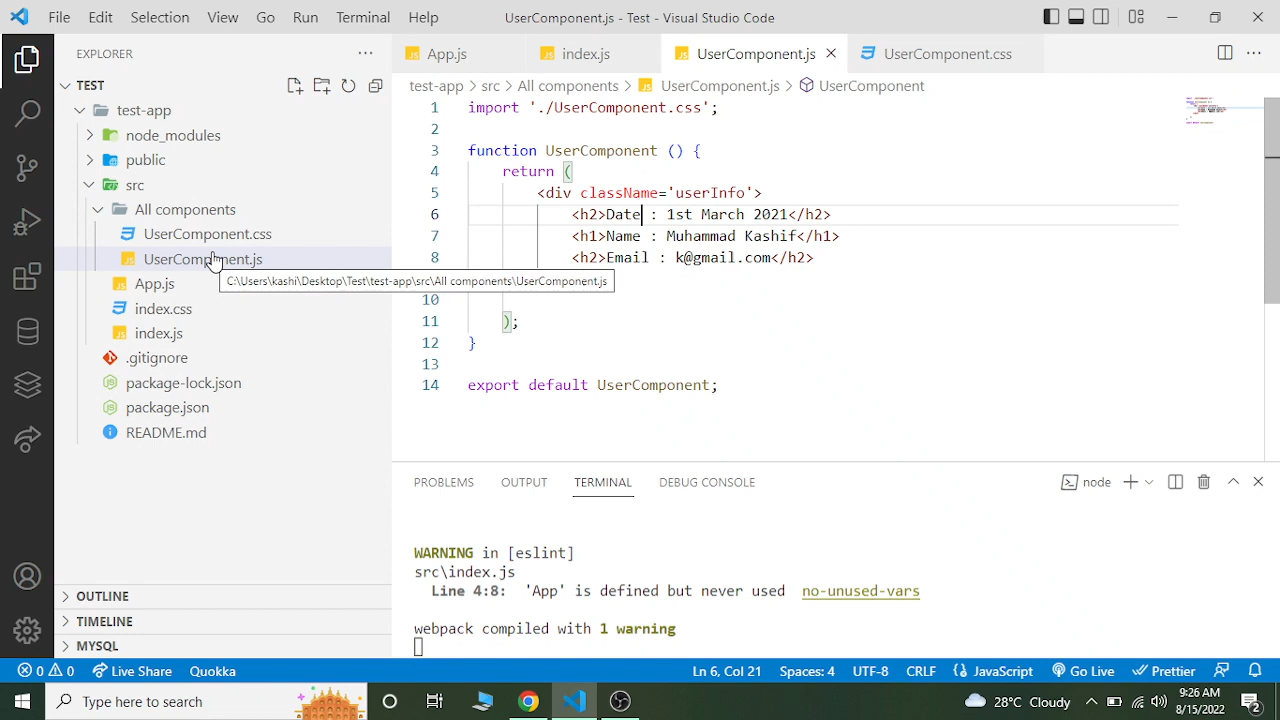 File Edit Selection View Go Run Terminal Help UserComponent.js - Test - Visual Studio Code
EXPLORER
TEST
test-app
node_modules
public
src
All components
UserComponent.css
UserComponent.js
App.js
index.css
index.js
.gitignore
package-lock.json
package.json
README.md
OUTLINE
TIMELINE
MYSQL
App.js index.js UserComponent.js UserComponent.css
test-app > src > All components > UserComponent.js > UserComponent
1 import './UserComponent.css';
2
3 function UserComponent () {
4 return (
5 <div className='userInfo'>
6 <h2>Date : 1st March 2021</h2>
7 <h1>Name : Muhammad Kashif</h1>
8 <h2>Email : k@gmail.com</h2>
C:\Users\kashi\Desktop\Test\test-app\src\All components\UserComponent.js
10
11 );
12 }
13
14 export default UserComponent;
PROBLEMS OUTPUT TERMINAL DEBUG CONSOLE node
WARNING in [eslint]
src\index.js
Line 4:8: 'App' is defined but never used no-unused-vars
webpack compiled with 1 warning
0 0 Live Share Quokka Ln 6, Col 21 Spaces: 4 UTF-8 CRLF JavaScript Go Live Prettier
Type here to search 28°C Cloudy 9:26 AM
8/15/2022 2